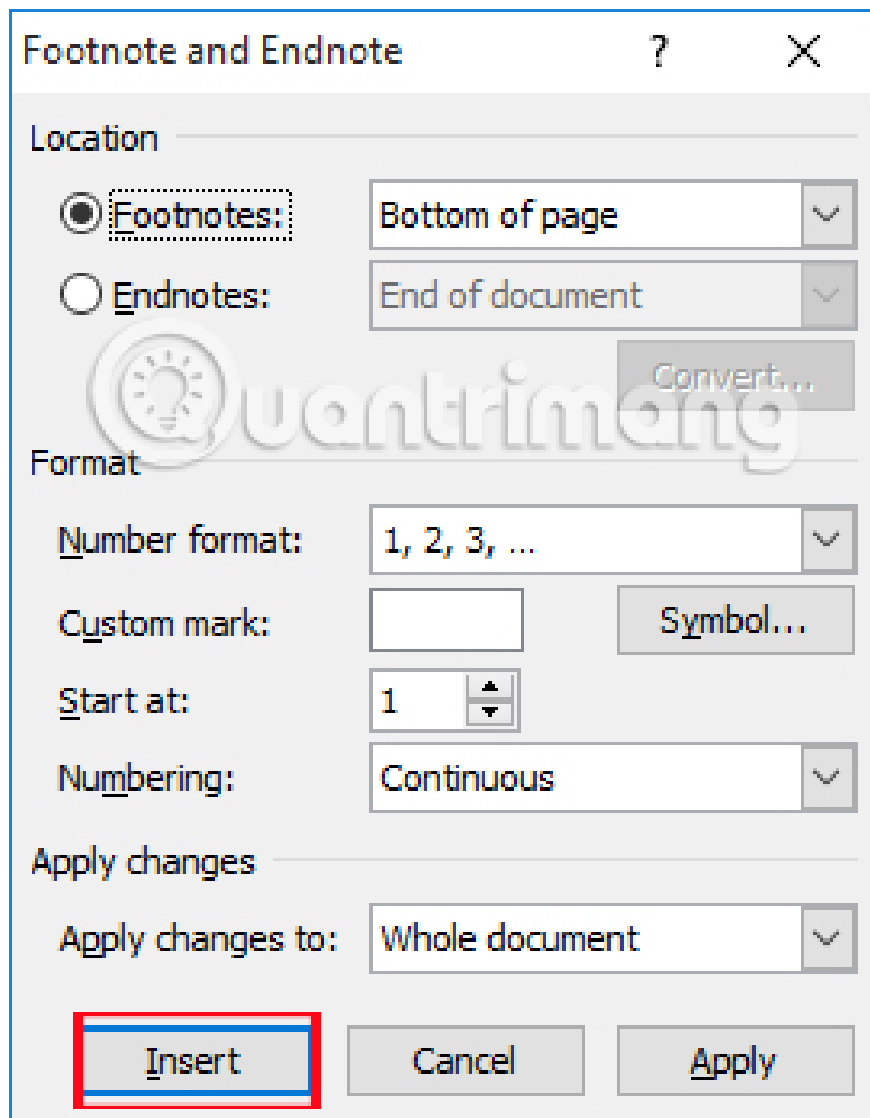 Footnote and Endnote ?
Location
Footnotes: Bottom of page
Endnotes: End of document
Convert...
Quantrimang
Format
Number format: 1, 2, 3, ...
Custom mark: Symbol...
Start at: 1
Numbering: Continuous
Apply changes
Apply changes to: Whole document
Insert Cancel Apply